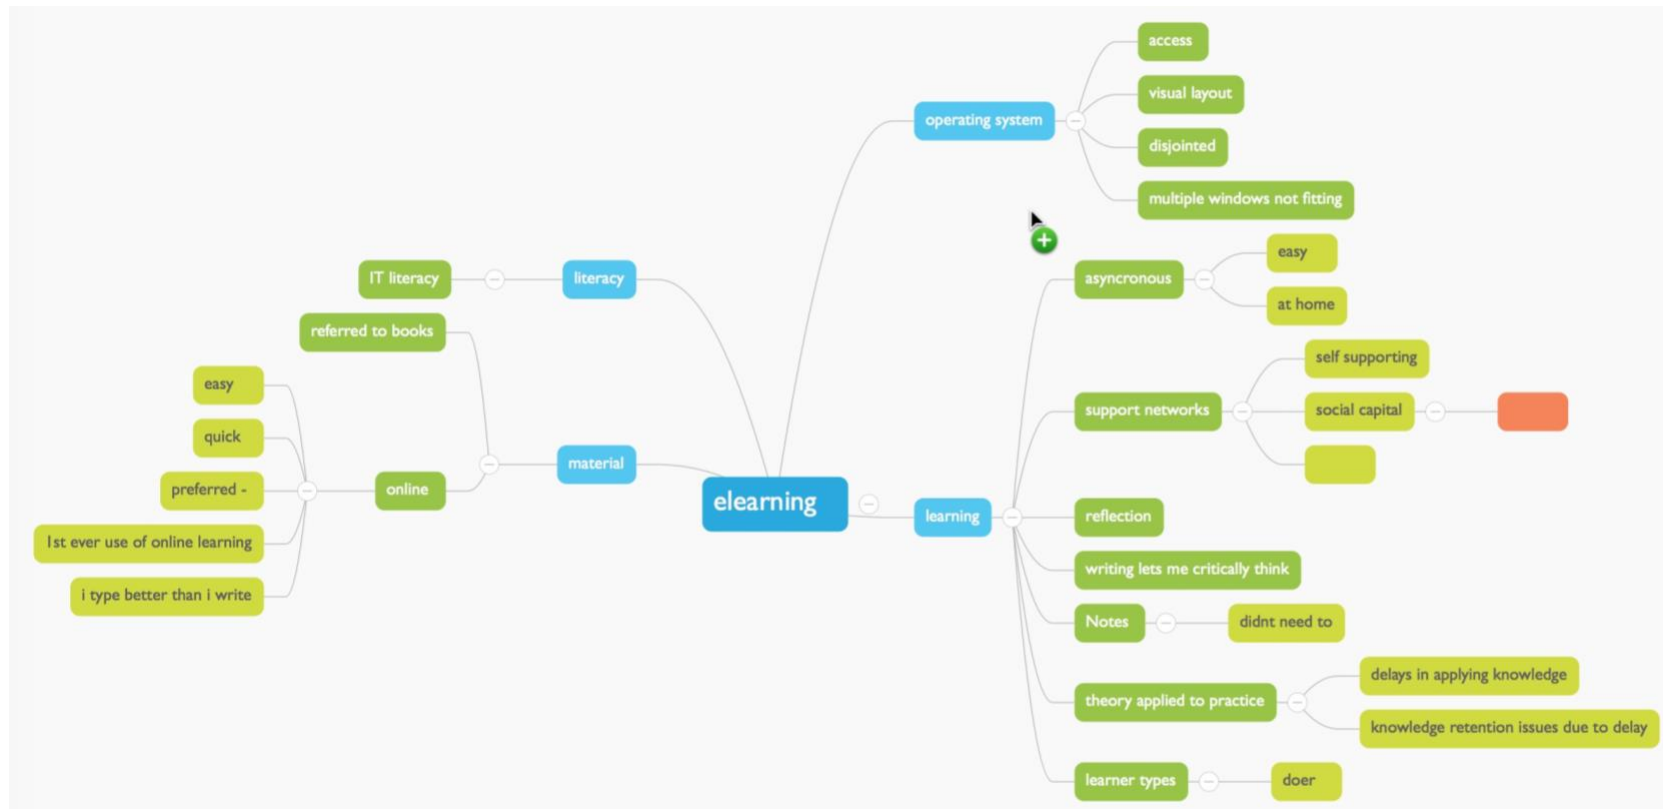 access
visual layout
operating system
disjointed
multiple windows not fitting
easy
IT literacy
literacy
asyncronous
at home
referred to books
self supporting
easy
support networks
social capital
quick
material
preferred -
online
elearning
learning
reflection
1st ever use of online learning
writing lets me critically think
i type better than i write
Notes
didnt need to
delays in applying knowledge
theory applied to practice
knowledge retention issues due to delay
learner types
doer